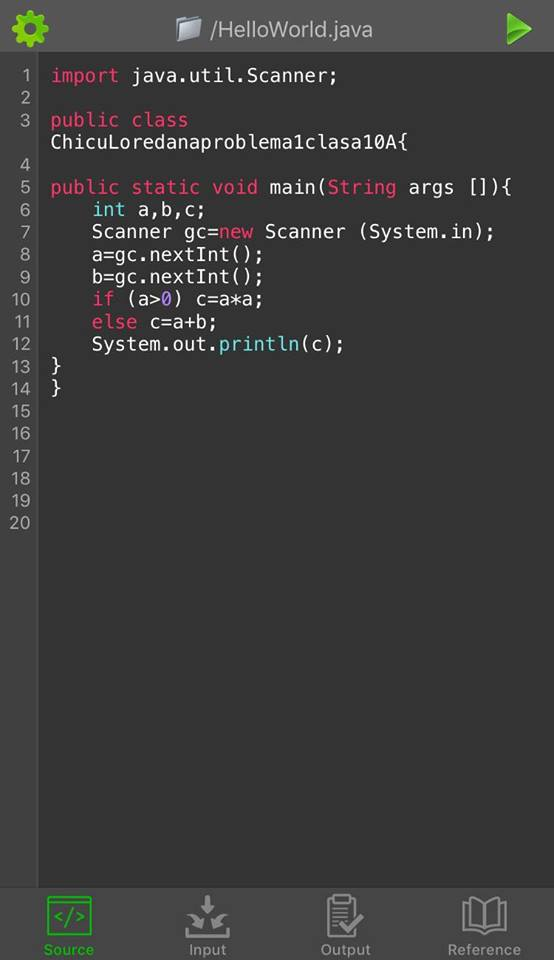 /HelloWorld.java
1 import java.util.Scanner;
2
3 public class
ChicuLoredanaproblema1clasa10A{
4
5 public static void main(String args []){
6 int a,b,c;
7 Scanner gc=new Scanner (System.in);
8 a=gc.nextInt();
9 b=gc.nextInt();
10 if (a>0) c=a*a;
11 else c=a+b;
12 System.out.println(c);
13 }
14 }
15
16
17
18
19
20
</> 
Source Input Output Reference